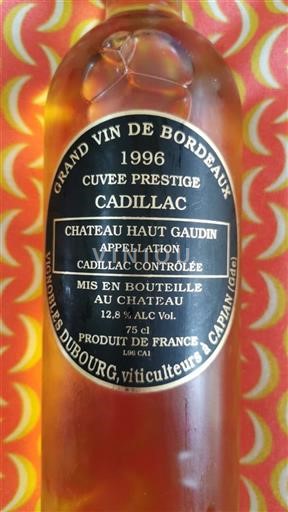 GRAND VIN DE BORDEAUX
1996
CUVEE PRESTIGE
CADILLAC
CHATEAU HAUT GAUDIN
APPELLATION
CADILLAC CONTRÔLÉE
VINTOU
MIS EN BOUTEILLE
AU CHATEAU
12,8 % ALC Vol.
75 cl
PRODUIT DE FRANCE
L96 CA1
VIGNOBLES DUBOURG, viticulteurs à CAPIAN (Gde)